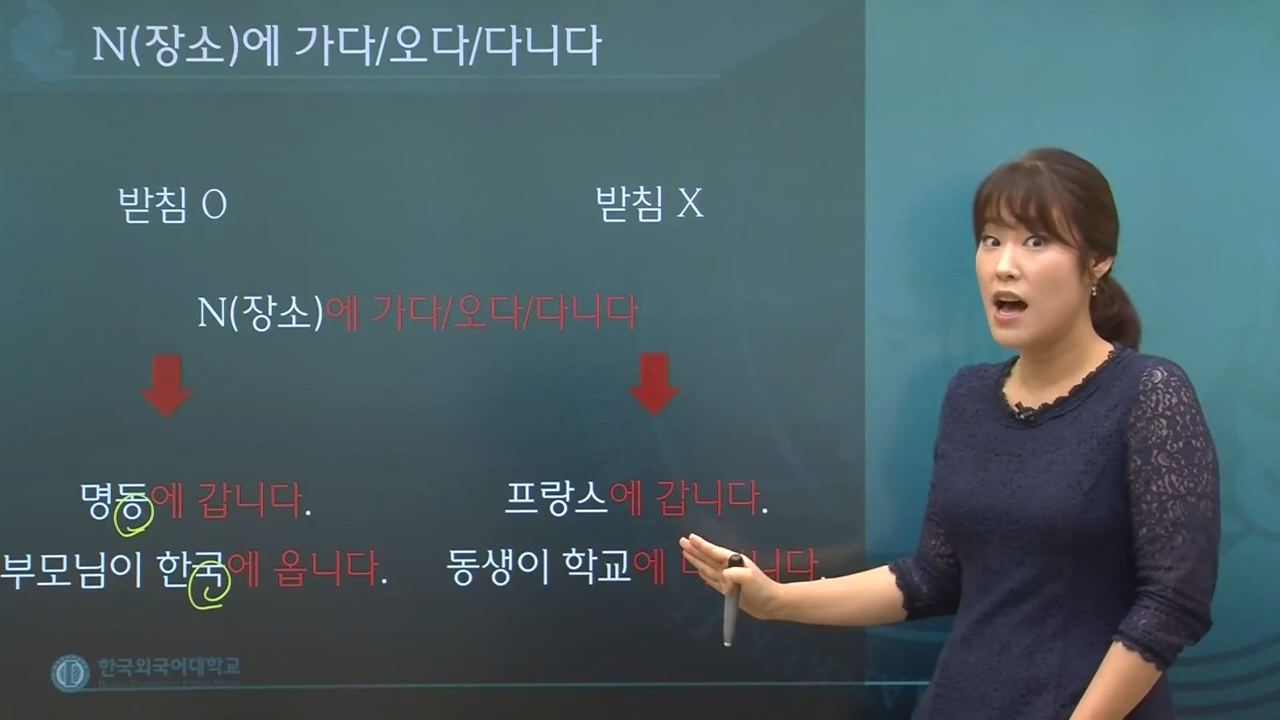 N(장소)에 가다/오다/다니다
받침 O
받침 X
N(장소)에 가다/오다/다니다
명동에 갑니다.
프랑스에 갑니다.
부모님이 한국에 옵니다.
동생이 학교에
한국외국어대학교